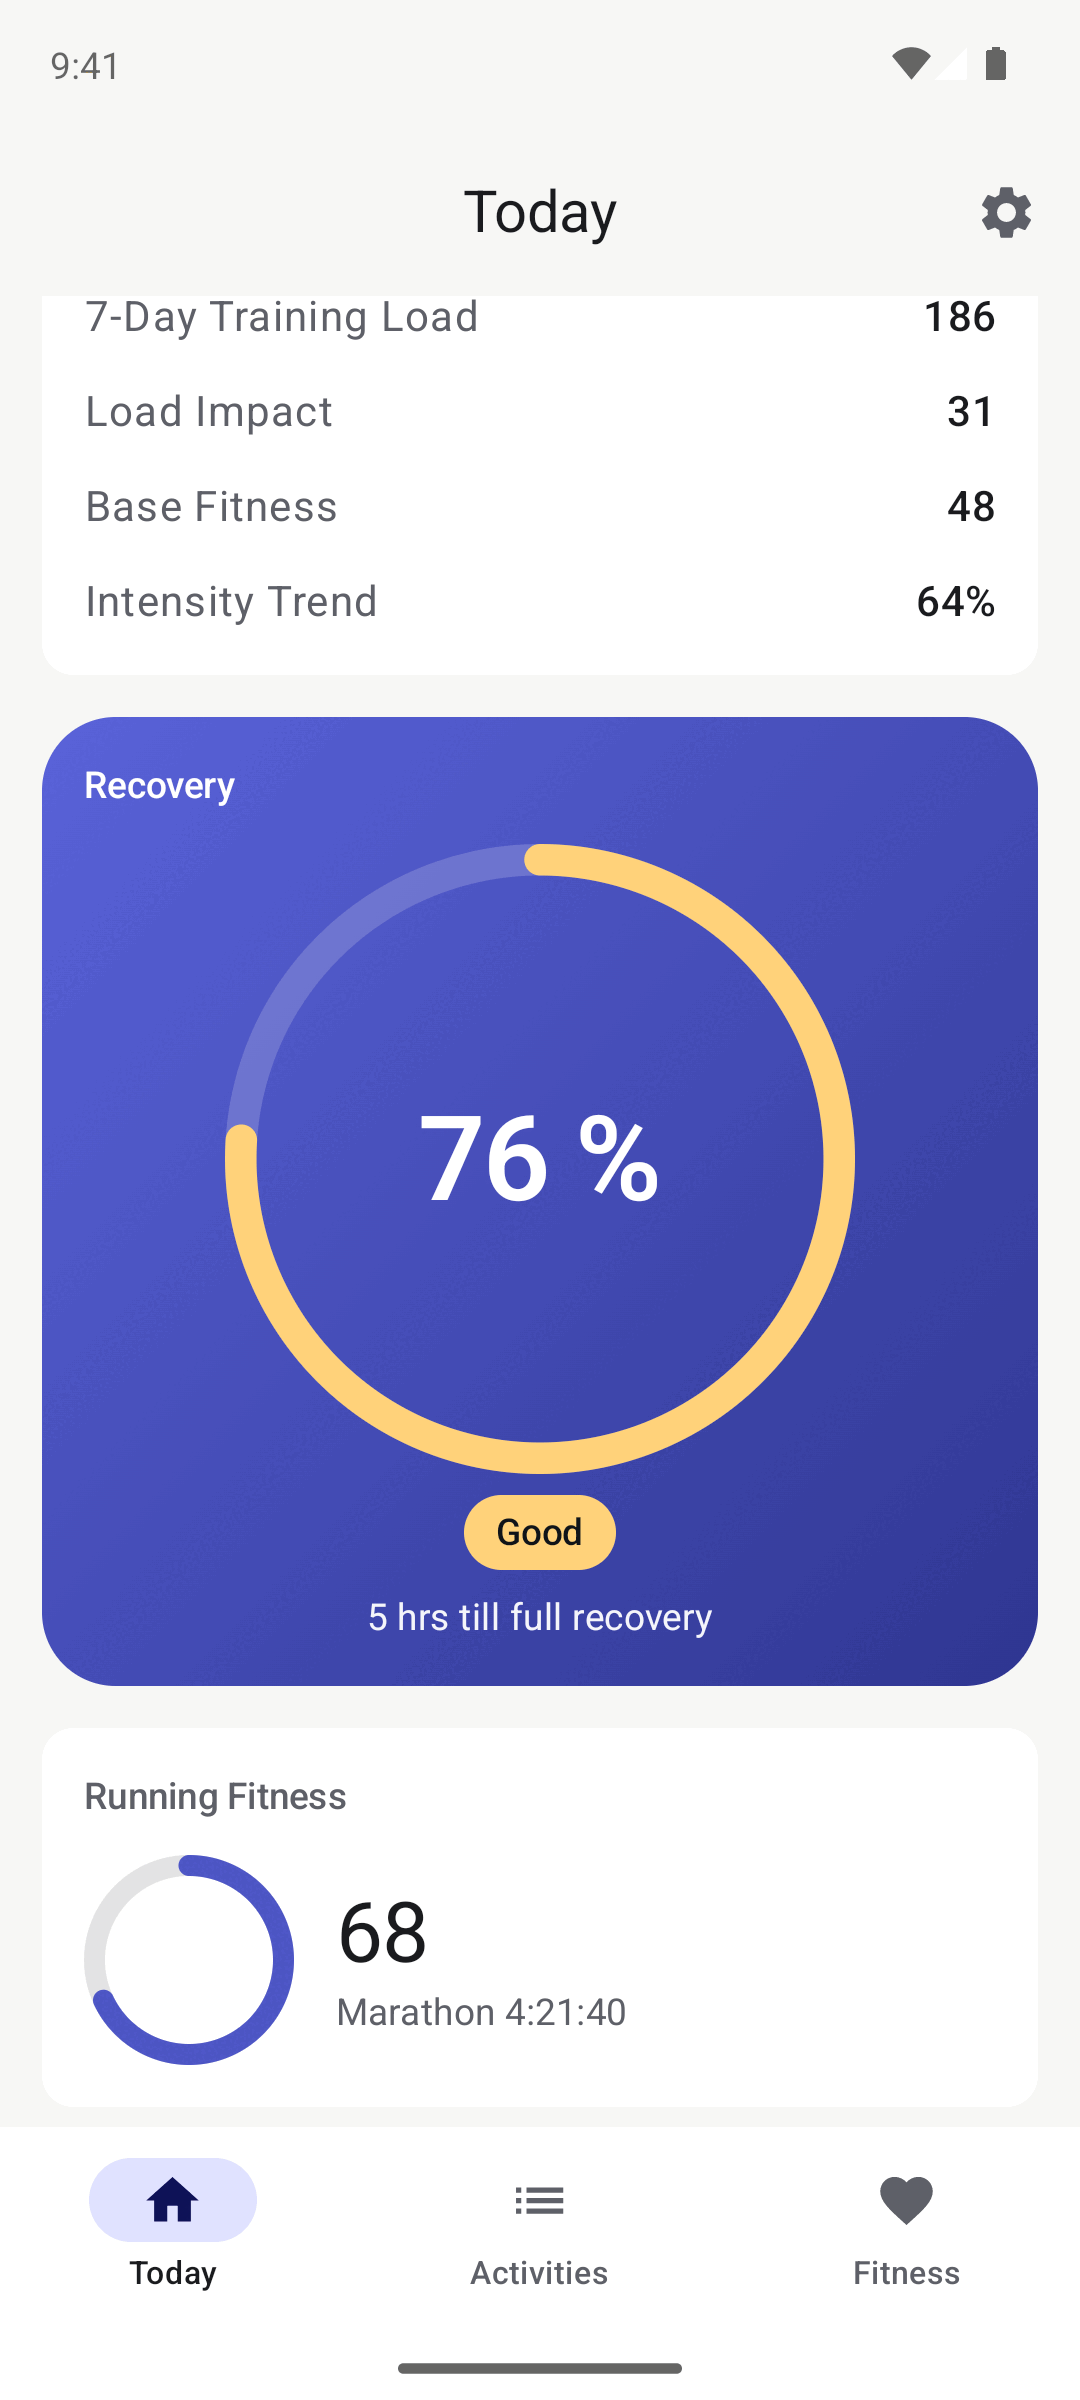 9:41
Today
7-Day Training Load 186
Load Impact 31
Base Fitness 48
Intensity Trend 64%
Recovery
76 %
Good
5 hrs till full recovery
Running Fitness
68
Marathon 4:21:40
Today Activities Fitness